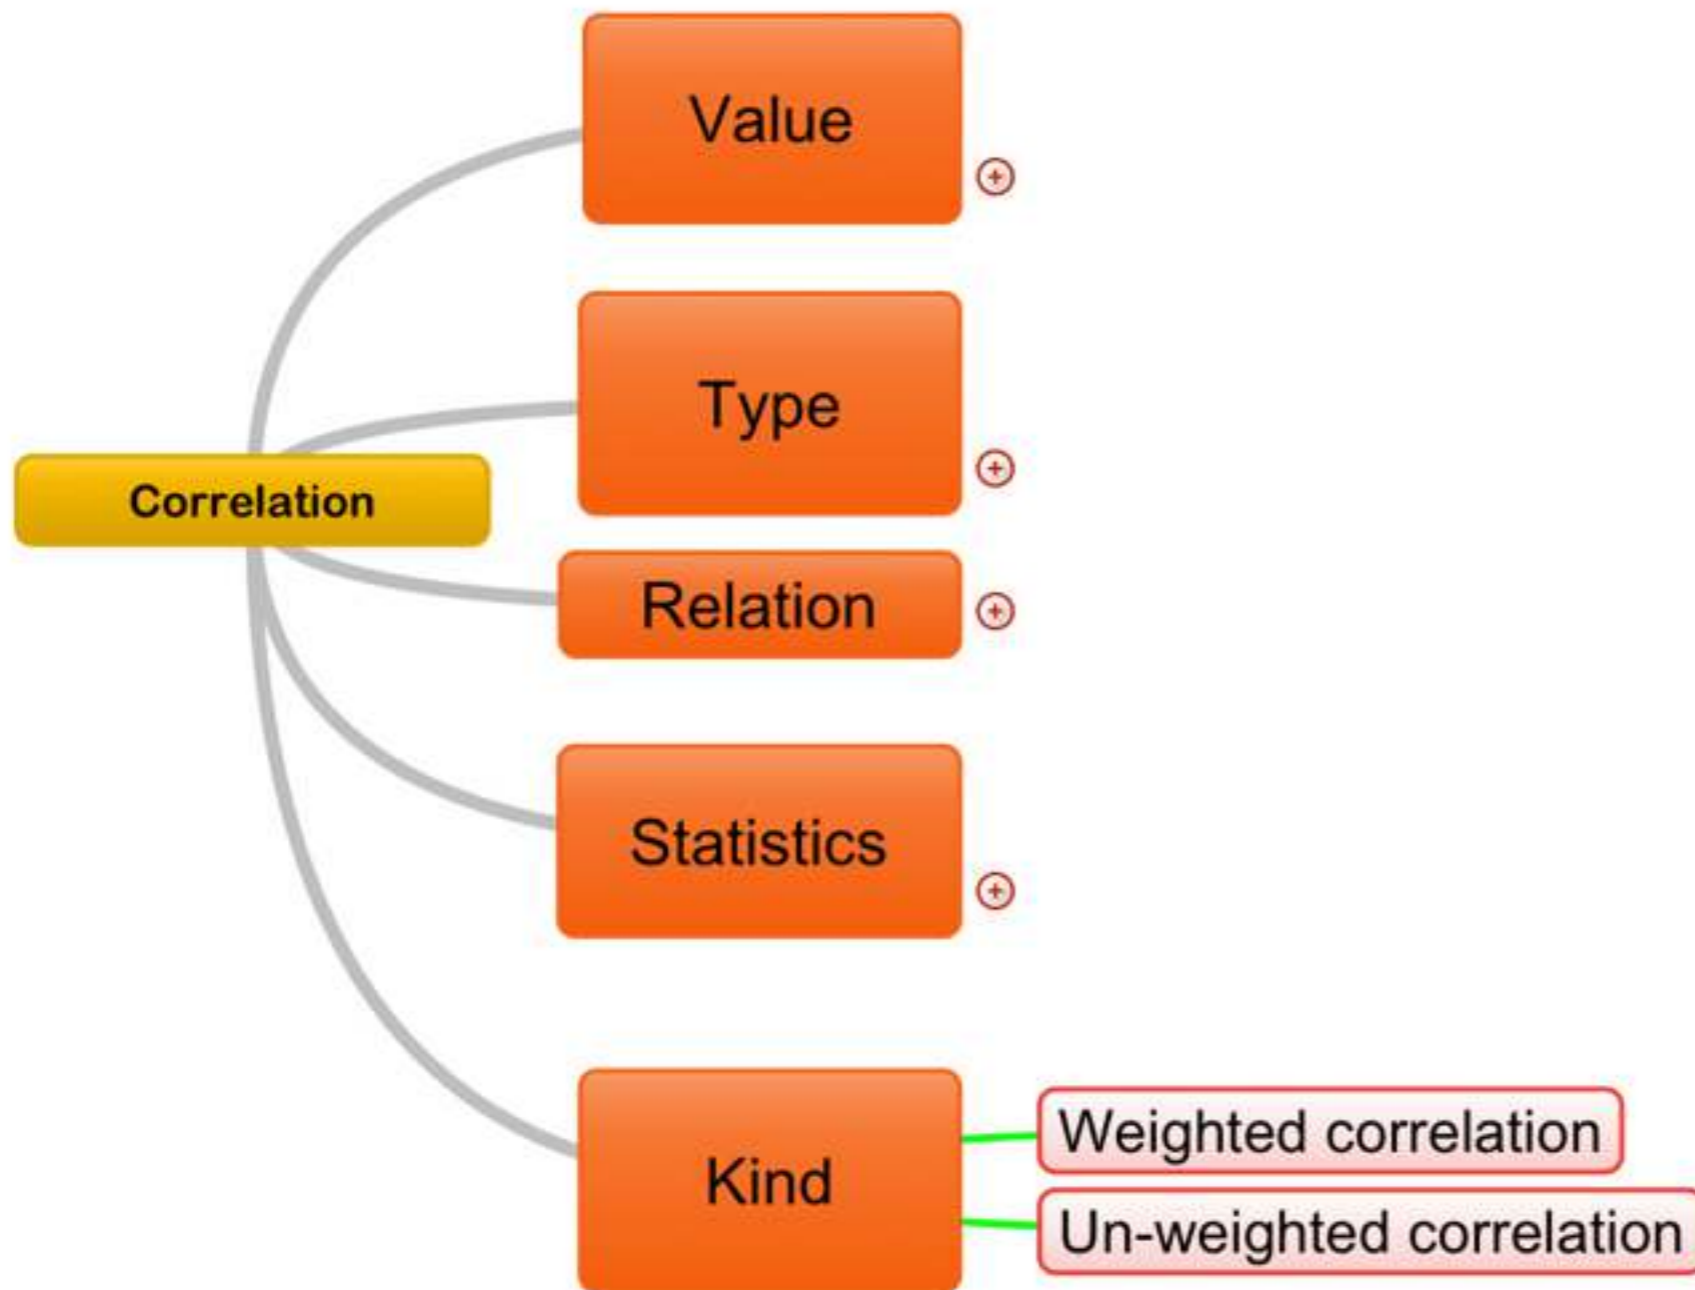 Value
Type
Correlation
Relation
Statistics
Kind
Weighted correlation
Un-weighted correlation